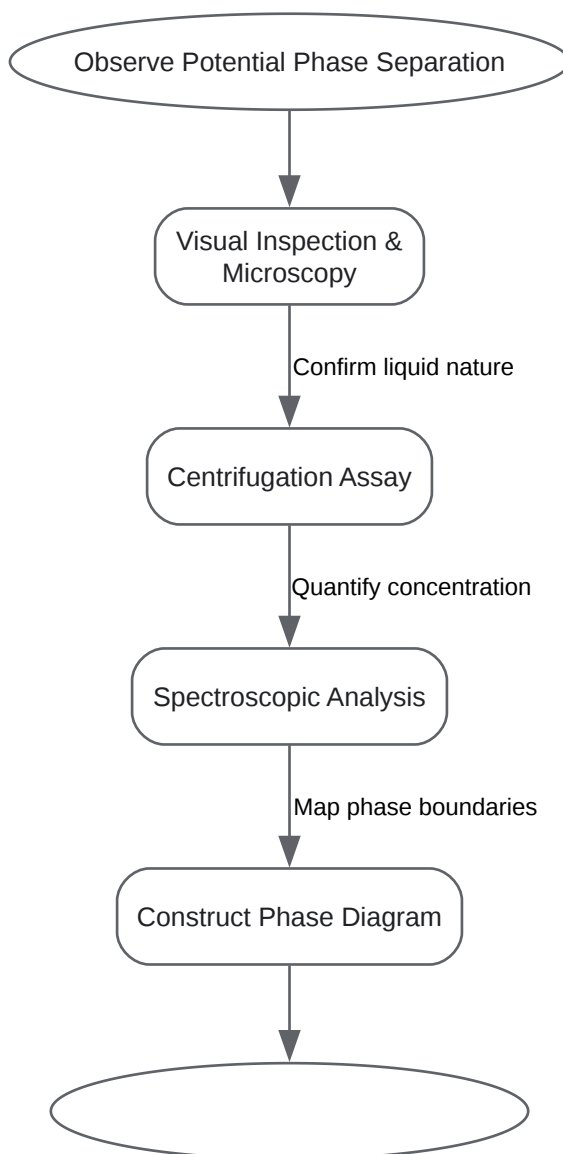 Observe Potential Phase Separation
Visual Inspection &
Microscopy
Confirm liquid nature
Centrifugation Assay
Quantify concentration
Spectroscopic Analysis
Map phase boundaries
Construct Phase Diagram